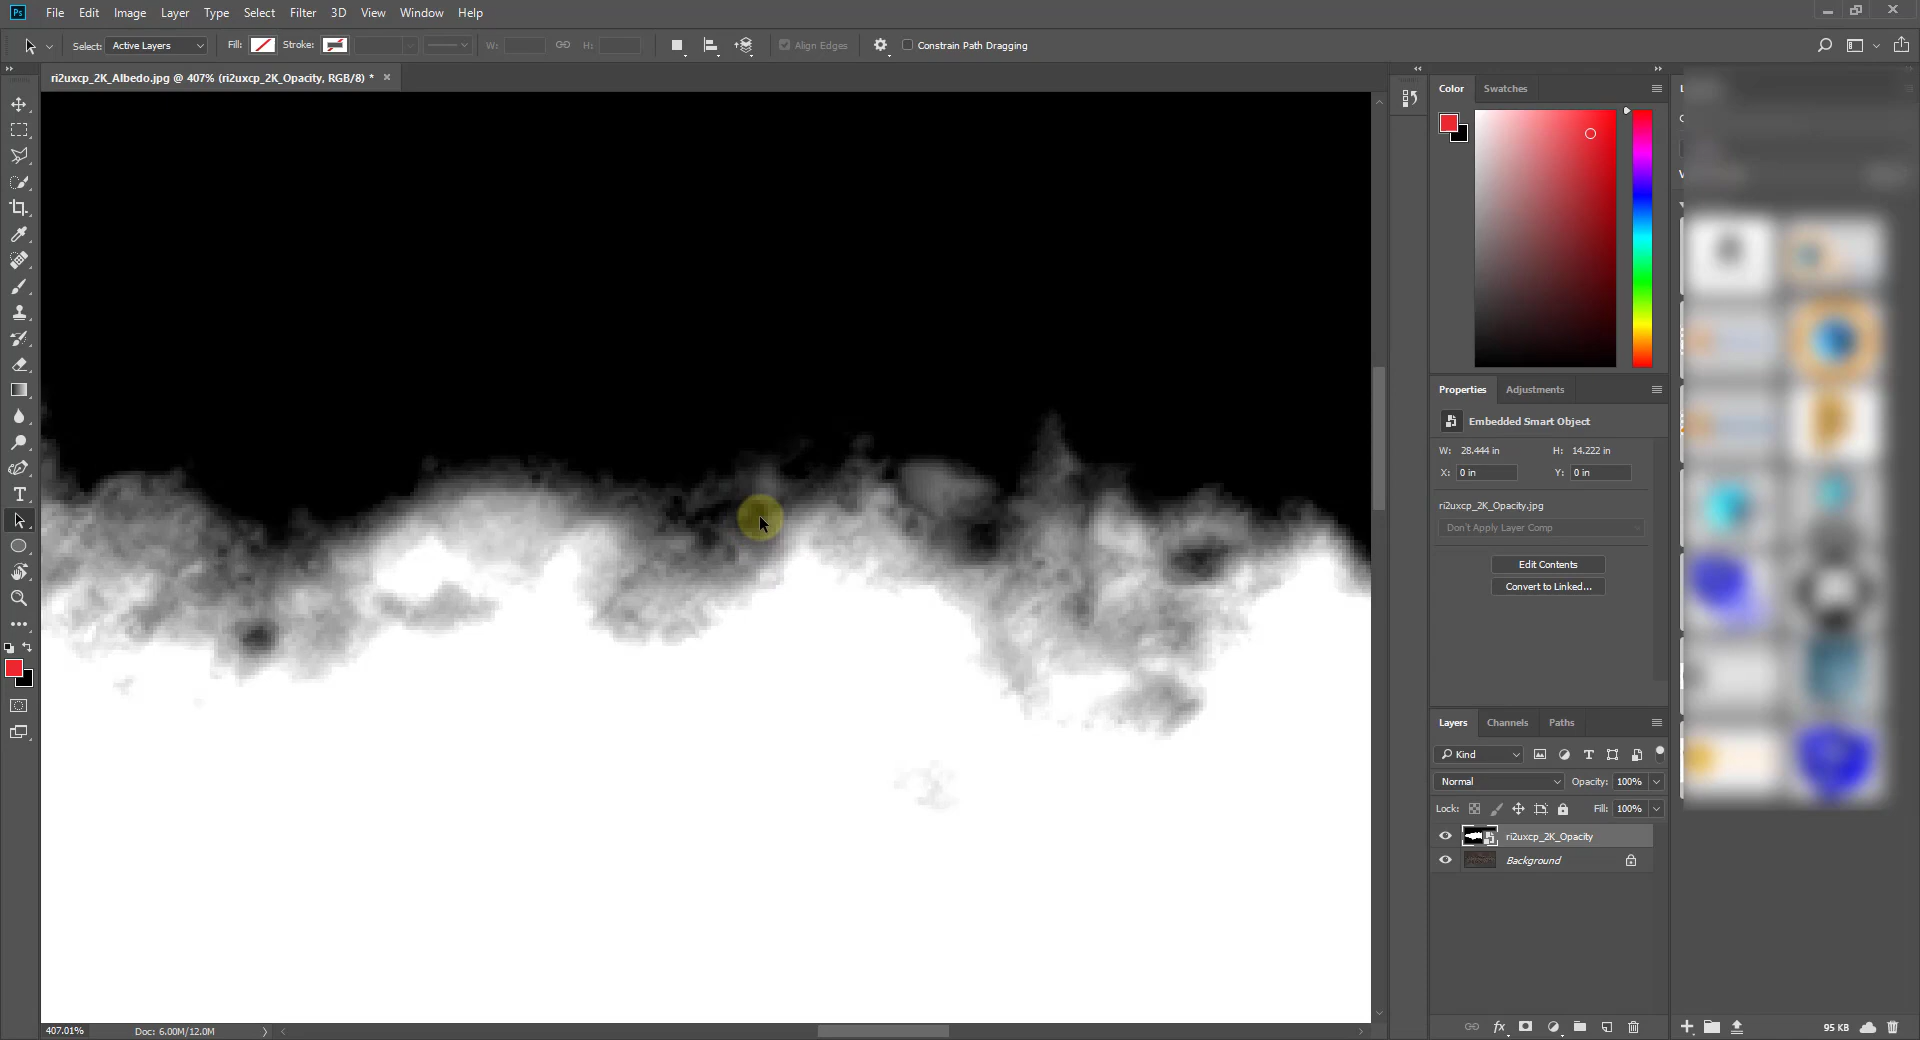 Ps File Edit Image Layer Type Select Filter 3D View Window Help
Select: Active Layers Fill: Stroke: W: H: Align Edges Constrain Path Dragging
ri2uxcp_2K_Albedo.jpg @ 407% (ri2uxcp_2K_Opacity, RGB/8) *
Color Swatches
Properties Adjustments
Embedded Smart Object
W: 28.444 in H: 14.222 in
X: 0 in Y: 0 in
ri2uxcp_2K_Opacity.jpg
Don't Apply Layer Comp
Edit Contents
Convert to Linked...
Layers Channels Paths
Kind
Normal Opacity: 100%
Lock: Fill: 100%
ri2uxcp_2K_Opacity
Background
407.01% Doc: 6.00M/12.0M
95 KB